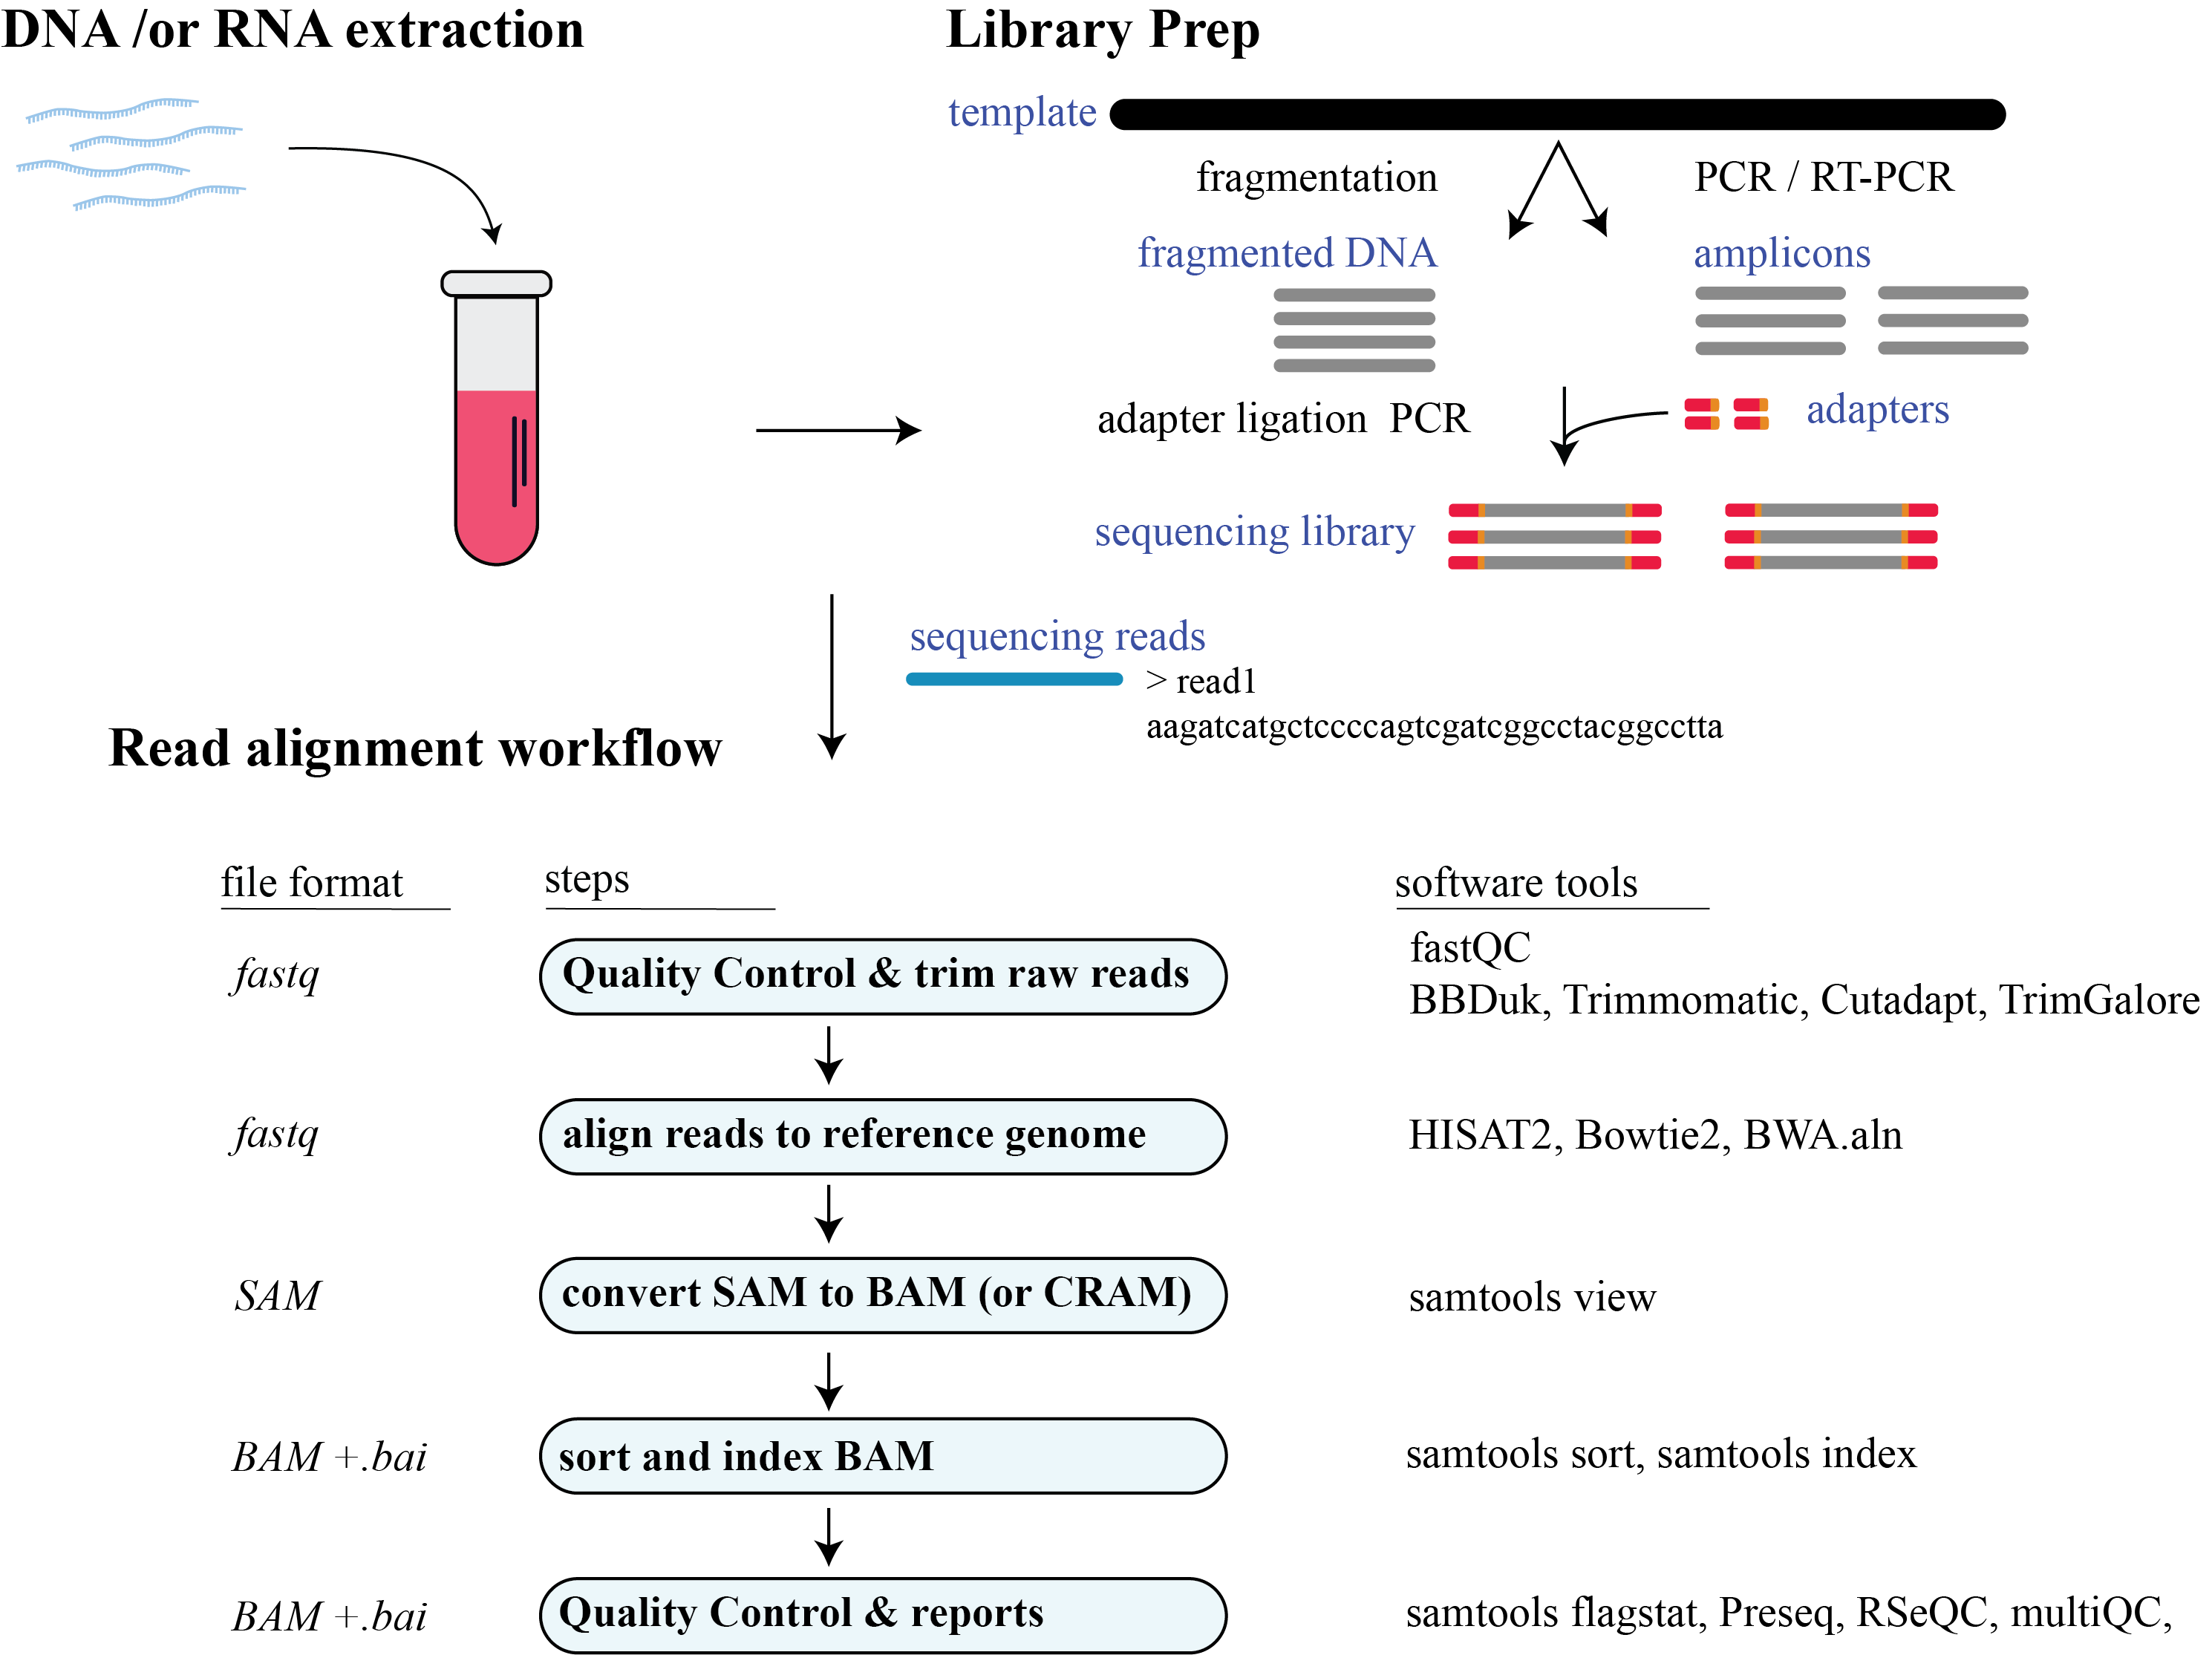 DNA /or RNA extraction
Library Prep
template
fragmentation
PCR / RT-PCR
fragmented DNA
amplicons
adapter ligation PCR
adapters
sequencing library
sequencing reads
> read1
aagatcatgctccccagtcgatcggcctacggcctta
Read alignment workflow
file format
steps
software tools
fastq
Quality Control & trim raw reads
fastQC
BBDuk, Trimmomatic, Cutadapt, TrimGalore
fastq
align reads to reference genome
HISAT2, Bowtie2, BWA.aln
SAM
convert SAM to BAM (or CRAM)
samtools view
BAM +.bai
sort and index BAM
samtools sort, samtools index
BAM +.bai
Quality Control & reports
samtools flagstat, Preseq, RSeQC, multiQC,